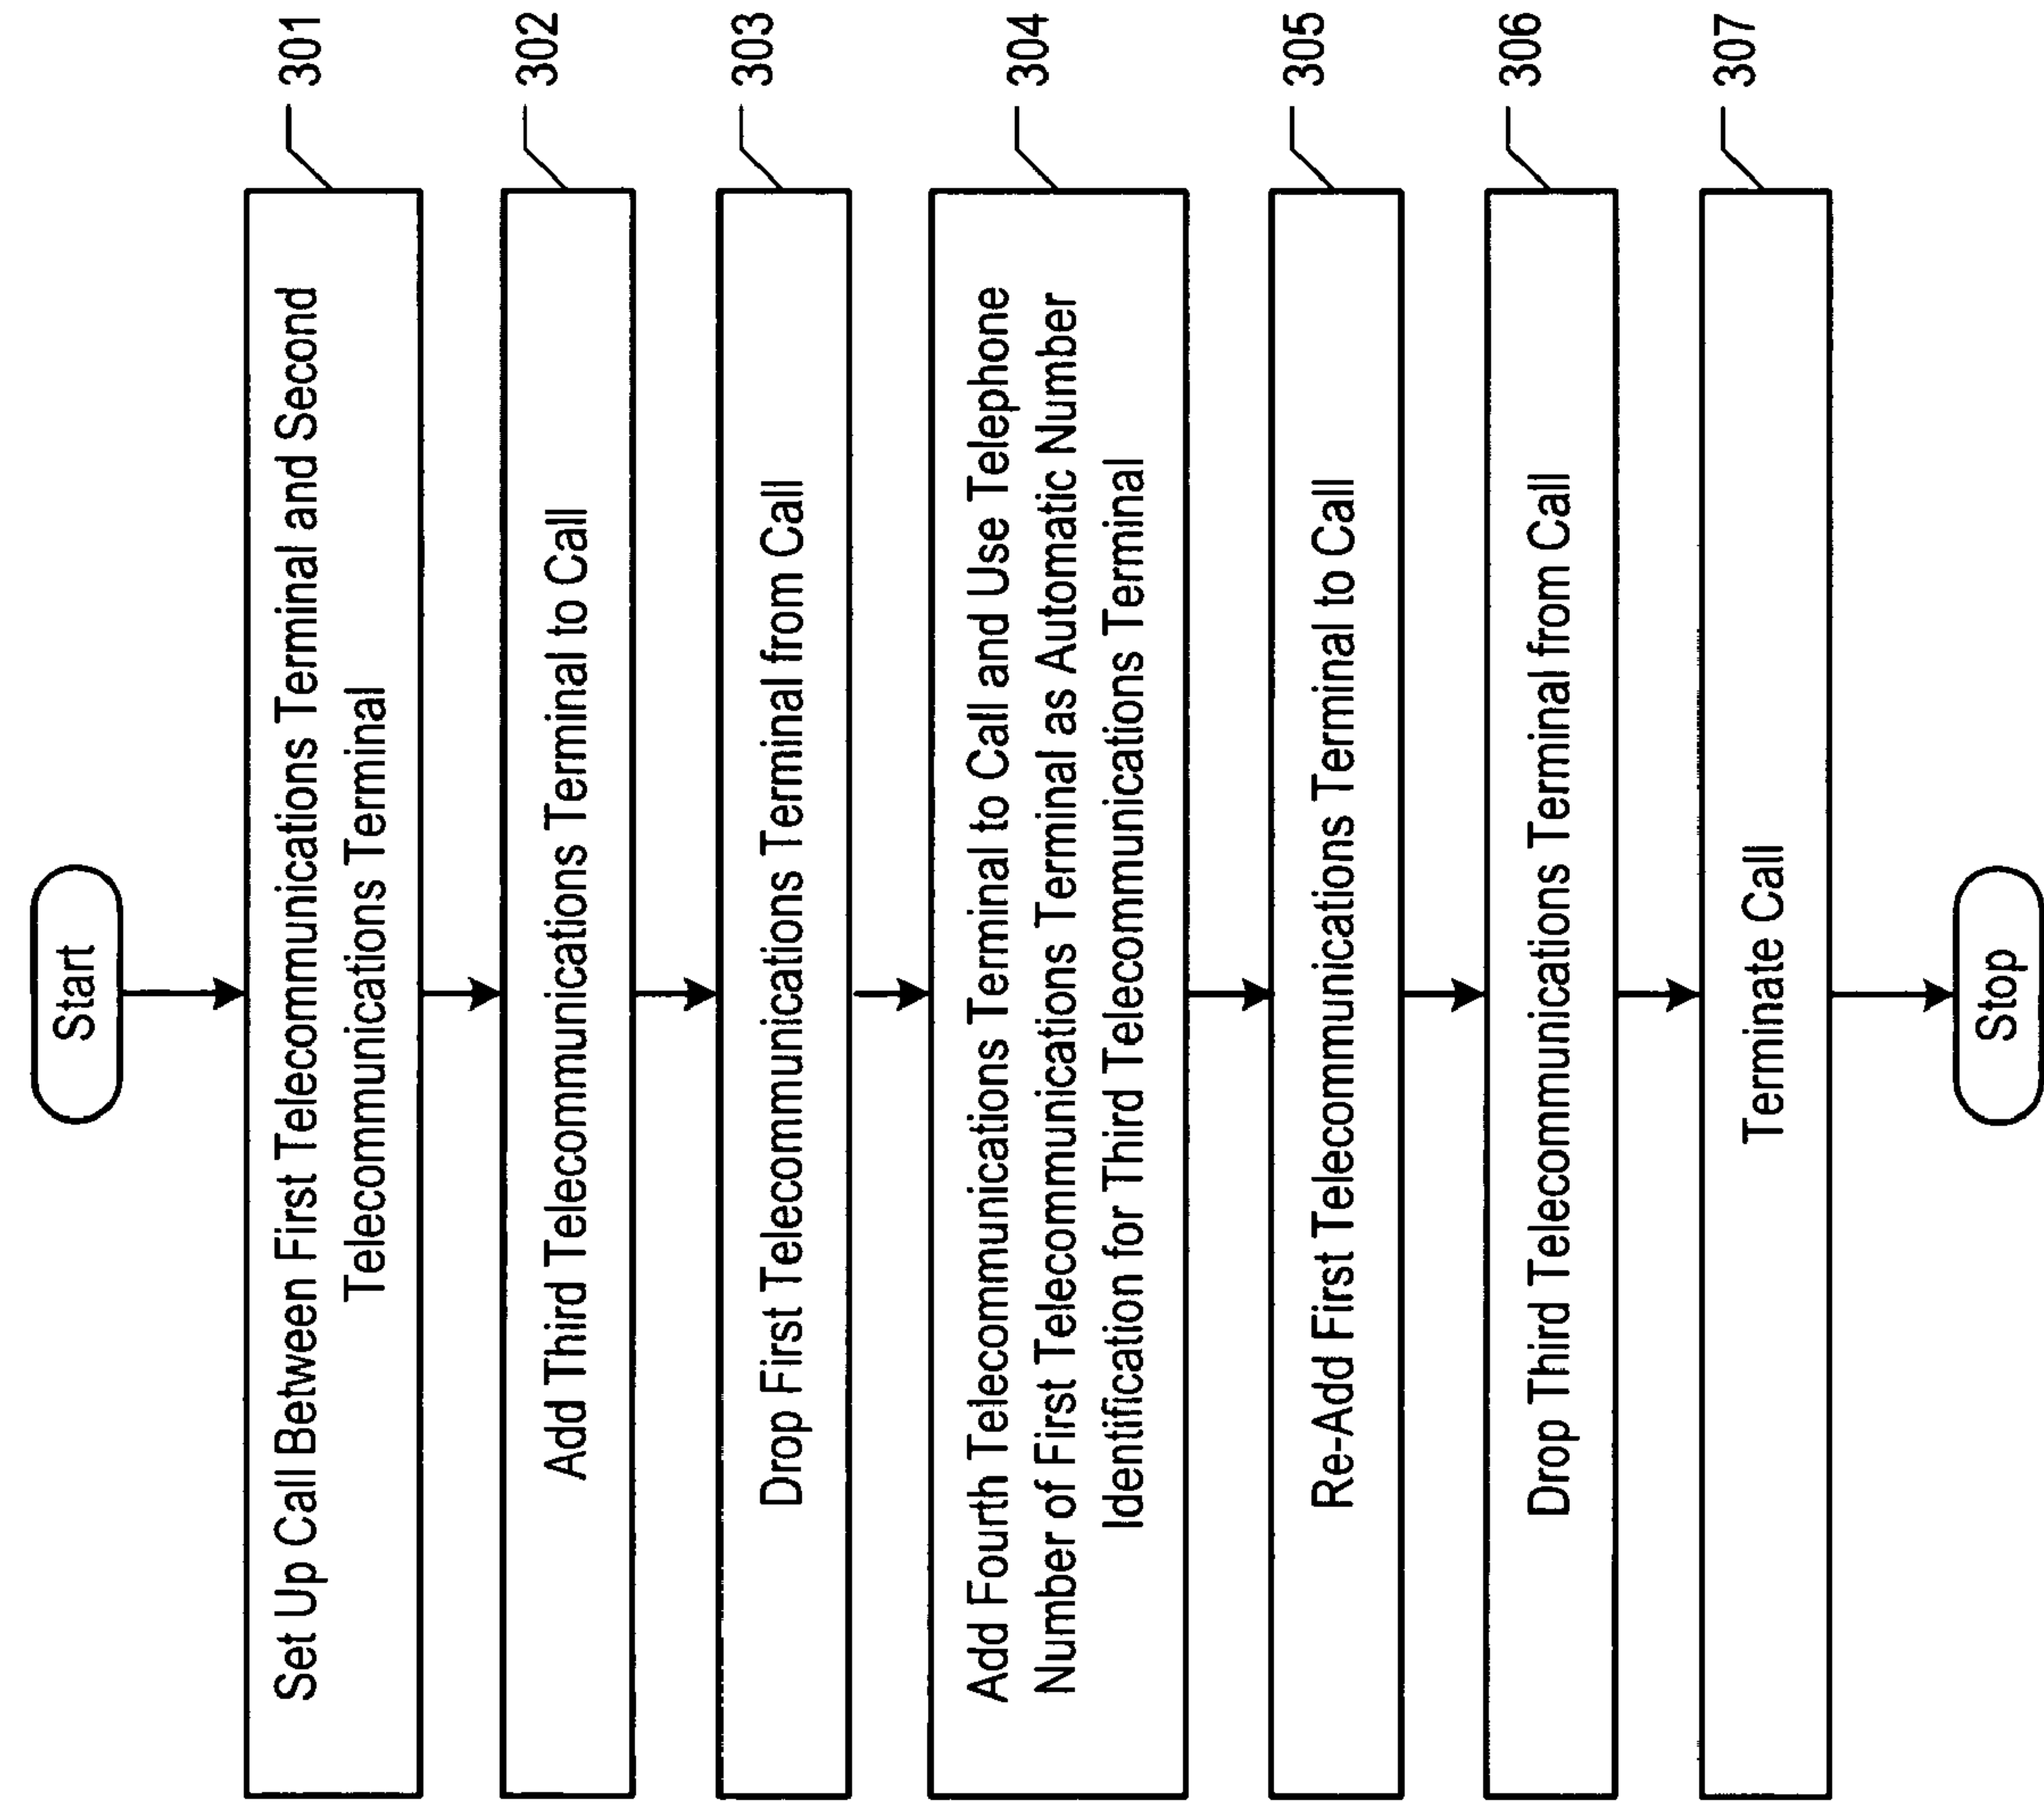 Start
Set Up Call Between First Telecommunications Terminal and Second
Telecommunications Terminal
301
Add Third Telecommunications Terminal to Call
302
Drop First Telecommunications Terminal from Call
303
Add Fourth Telecommunications Terminal to Call and Use Telephone
Number of First Telecommunications Terminal as Automatic Number
Identification for Third Telecommunications Terminal
304
Re-Add First Telecommunications Terminal to Call
305
Drop Third Telecommunications Terminal from Call
306
Terminate Call
307
Stop